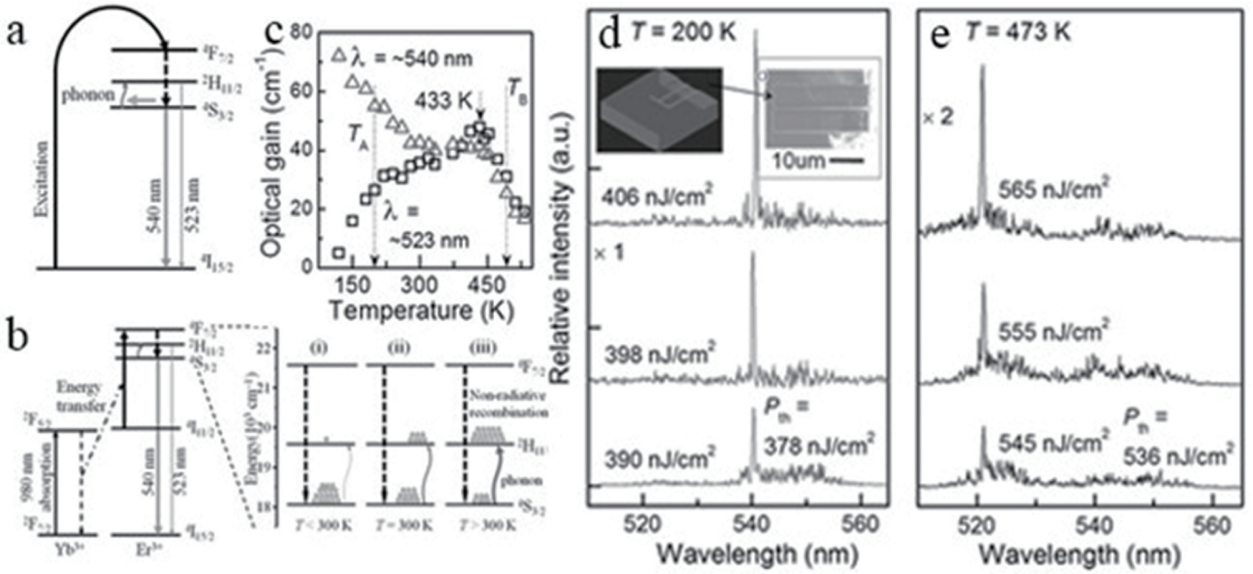 a
⁴F₇/₂
²H₁₁/₂
⁴S₃/₂
phonon
Excitation
540 nm
523 nm
⁴I₁₅/₂
b
⁴F₇/₂
²H₁₁/₂
⁴S₃/₂
Energy
transfer
²F₅/₂
⁴I₁₁/₂
980 nm
absorption
540 nm
523 nm
²F₇/₂
⁴I₁₅/₂
Yb³⁺
Er³⁺
Energy(10³ cm⁻¹)
22
21
20
19
18
(i)
(ii)
(iii)
⁴F₇/₂
Non-radiative
recombination
²H₁₁/
phonon
⁴S₃/₂
T < 300 K
T = 300 K
T > 300 K
c
Optical gain (cm⁻¹)
80
60
40
20
0
λ = ~540 nm
433 K
T_A
T_B
λ =
~523 nm
150
300
450
Temperature (K)
d
T = 200 K
Relative intensity (a.u.)
10um
406 nJ/cm²
× 1
398 nJ/cm²
P_th =
378 nJ/cm²
390 nJ/cm²
520
540
560
Wavelength (nm)
e
T = 473 K
× 2
565 nJ/cm²
555 nJ/cm²
545 nJ/cm²
P_th =
536 nJ/cm²
520
540
560
Wavelength (nm)